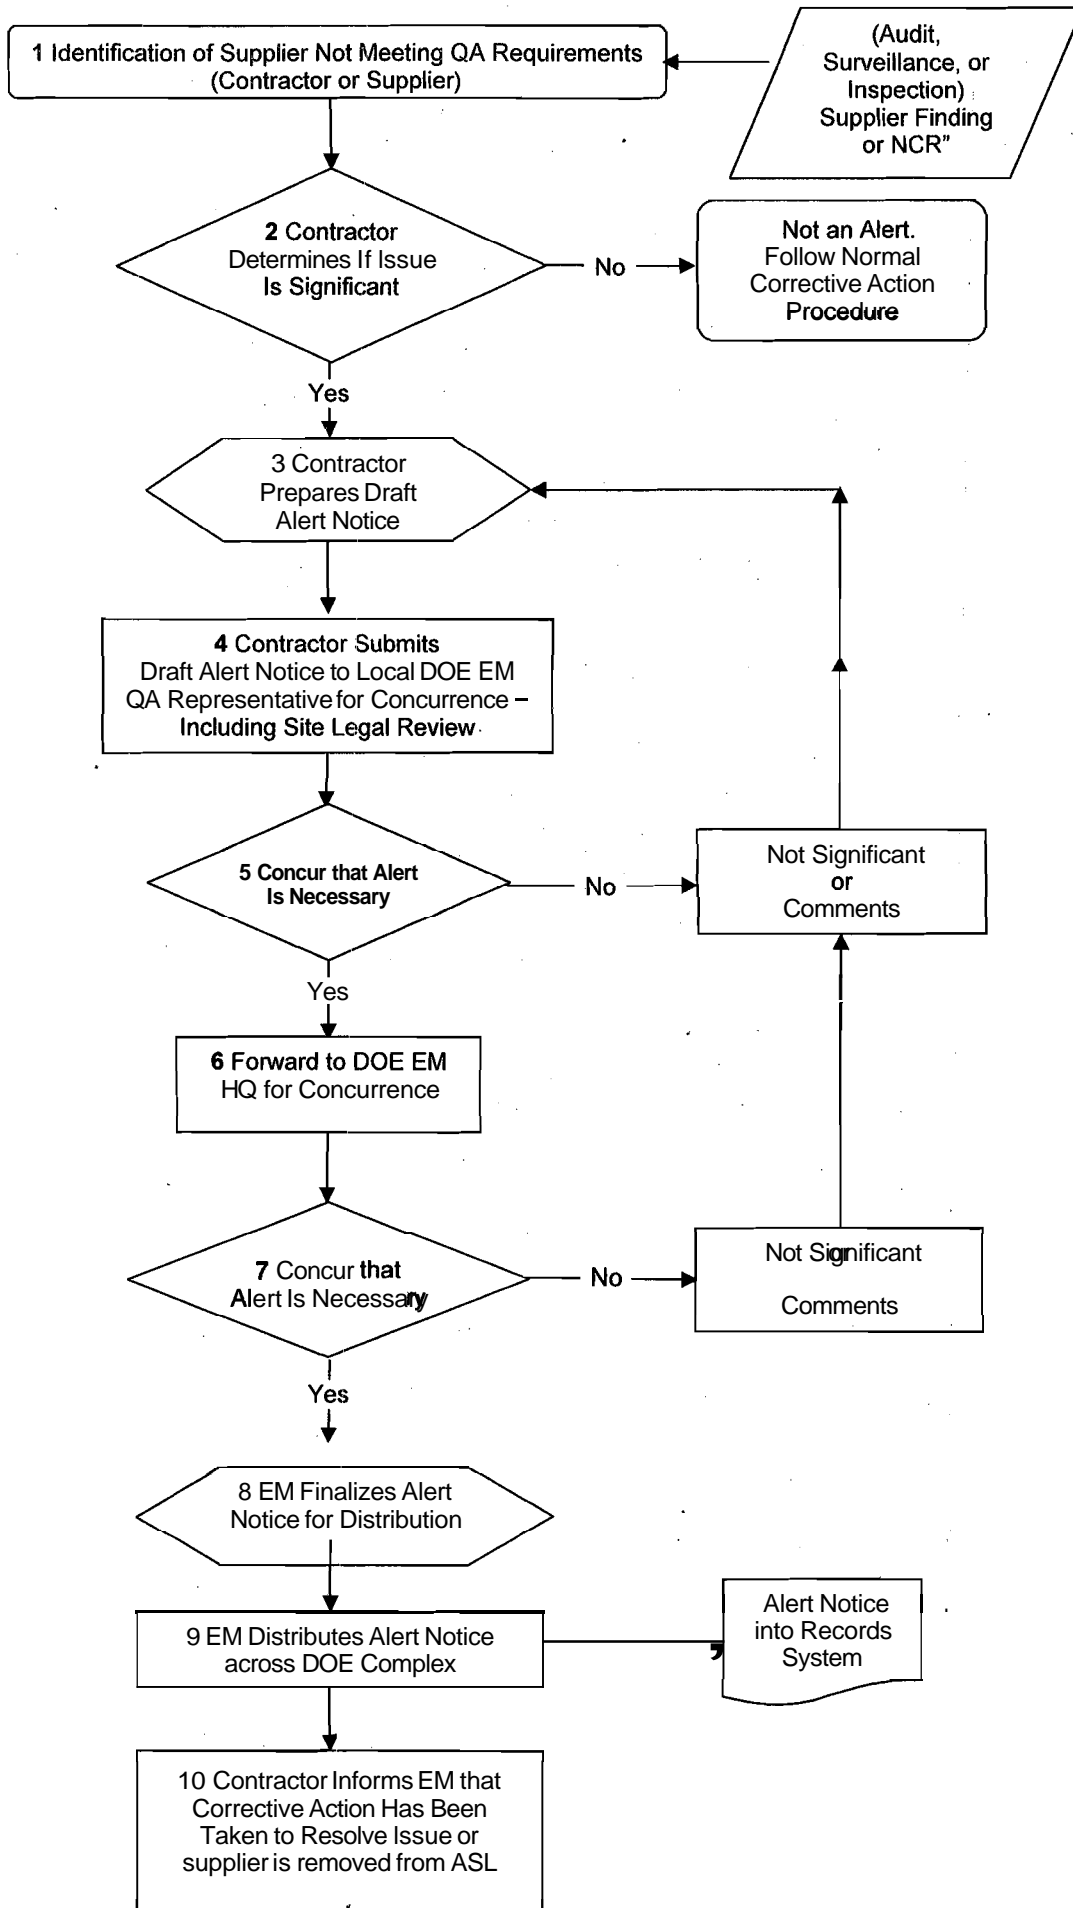 1 Identification of Supplier Not Meeting QA Requirements
(Contractor or Supplier)
(Audit,
Surveillance, or
Inspection)
Supplier Finding
or NCR"
2 Contractor
Determines If Issue
Is Significant
No
Not an Alert.
Follow Normal
Corrective Action
Procedure
Yes
3 Contractor
Prepares Draft
Alert Notice
4 Contractor Submits
Draft Alert Notice to Local DOE EM
QA Representative for Concurrence –
Including Site Legal Review
5 Concur that Alert
Is Necessary
No
Not Significant
or
Comments
Yes
6 Forward to DOE EM
HQ for Concurrence
7 Concur that
Alert Is Necessary
No
Not Significant
or
Comments
Yes
8 EM Finalizes Alert
Notice for Distribution
9 EM Distributes Alert Notice
across DOE Complex
Alert Notice
into Records
System
10 Contractor Informs EM that
Corrective Action Has Been
Taken to Resolve Issue or
supplier is removed from ASL